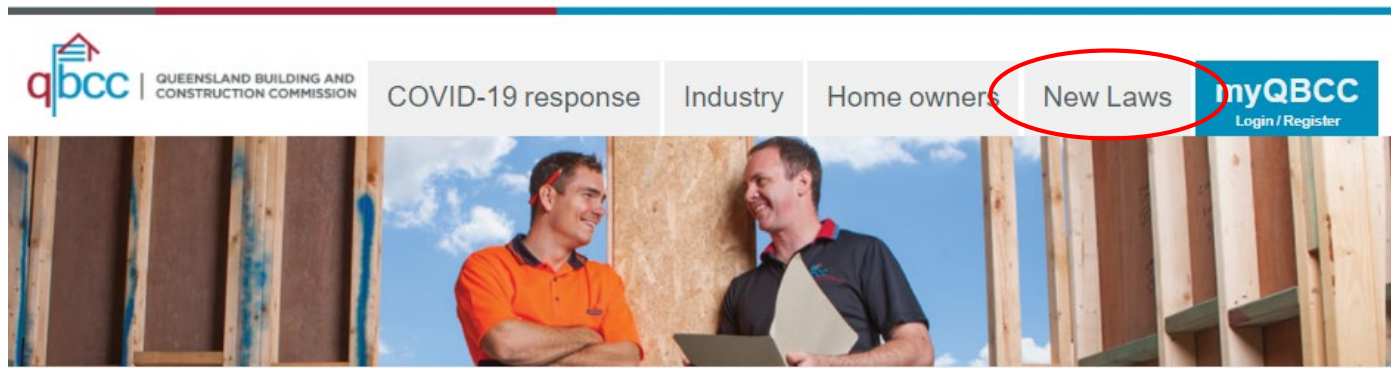 qbcc
QUEENSLAND BUILDING AND
CONSTRUCTION COMMISSION
COVID-19 response
Industry
Home owners
New Laws
myQBCC
Login / Register